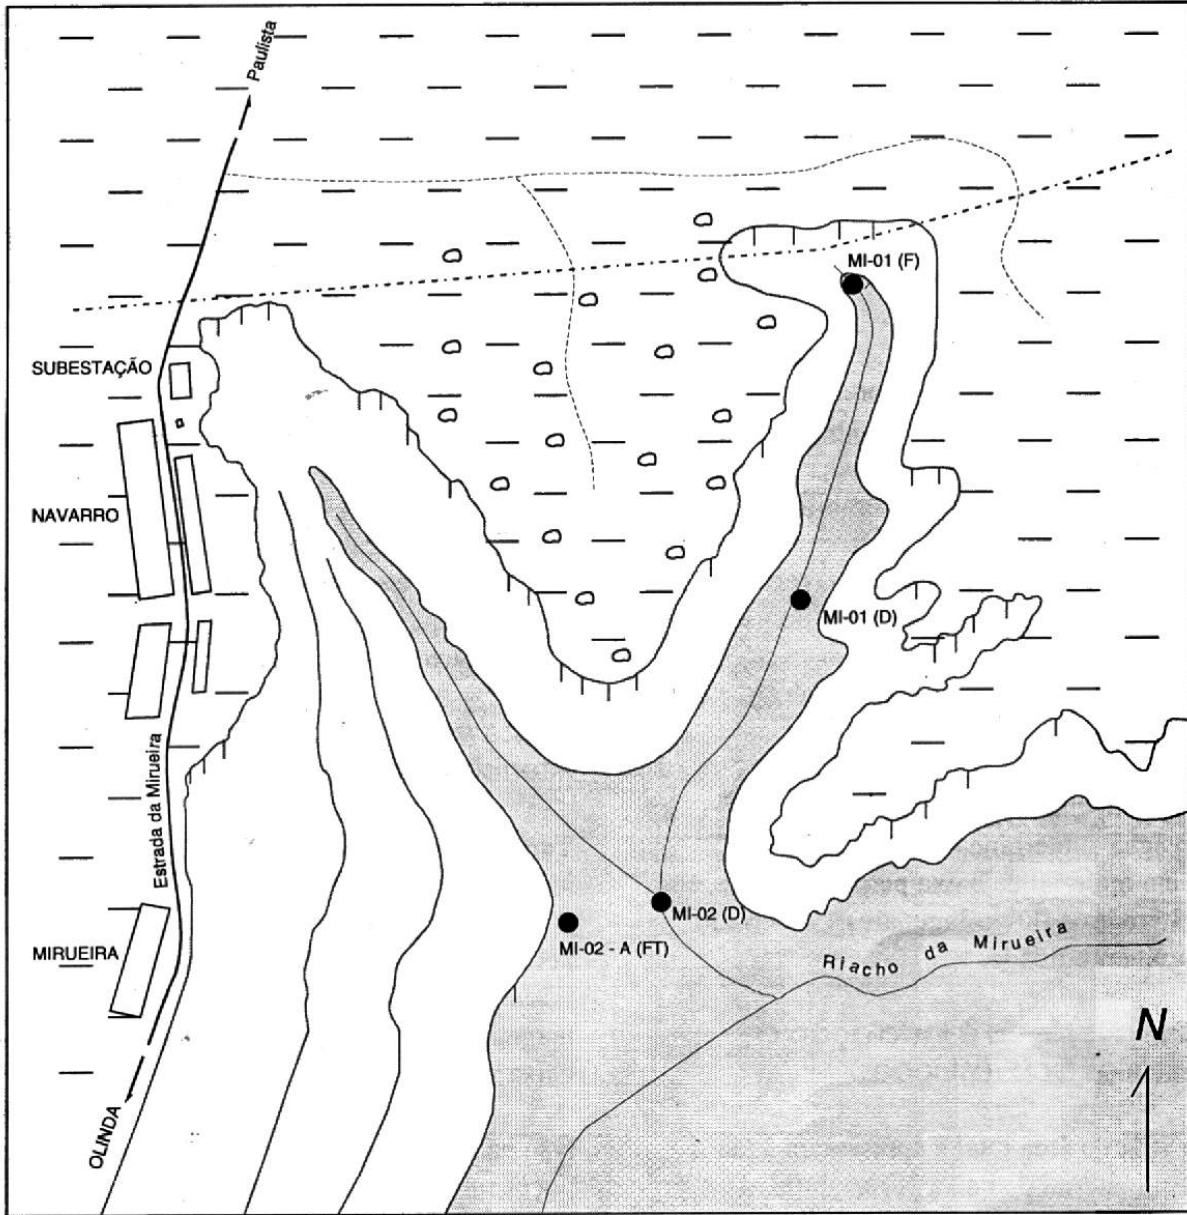 Paulista
MI-01 (F)
SUBESTAÇÃO
NAVARRO
MI-01 (D)
Estrada da Mirueira
MI-02 (D)
MI-02 - A (FT)
MIRUEIRA
Riacho da Mirueira
N
OLINDA